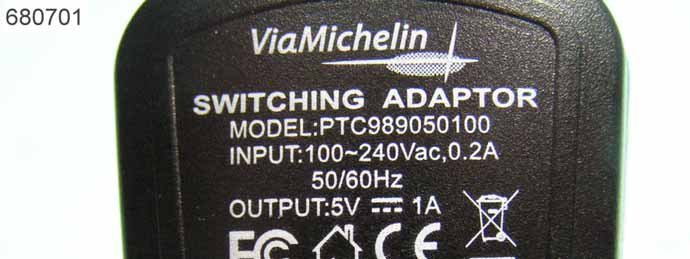 680701
ViaMichelin
SWITCHING ADAPTOR
MODEL:PTC989050100
INPUT:100~240Vac,0.2A
50/60Hz
OUTPUT:5V ⎓ 1A
FC CE